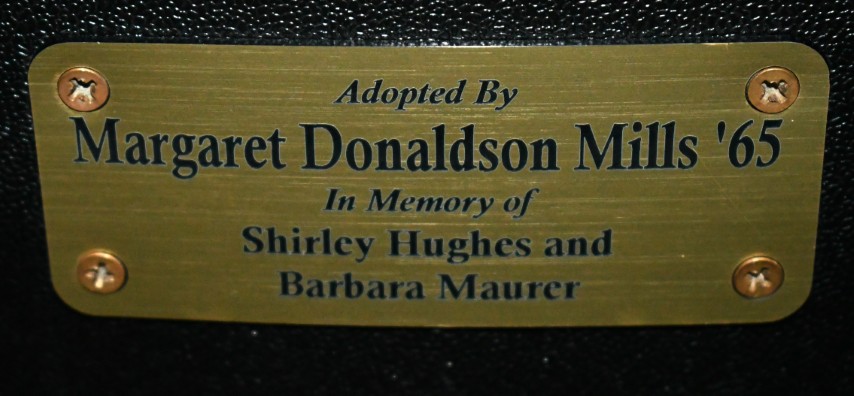 Adopted By
Margaret Donaldson Mills '65
In Memory of
Shirley Hughes and
Barbara Maurer